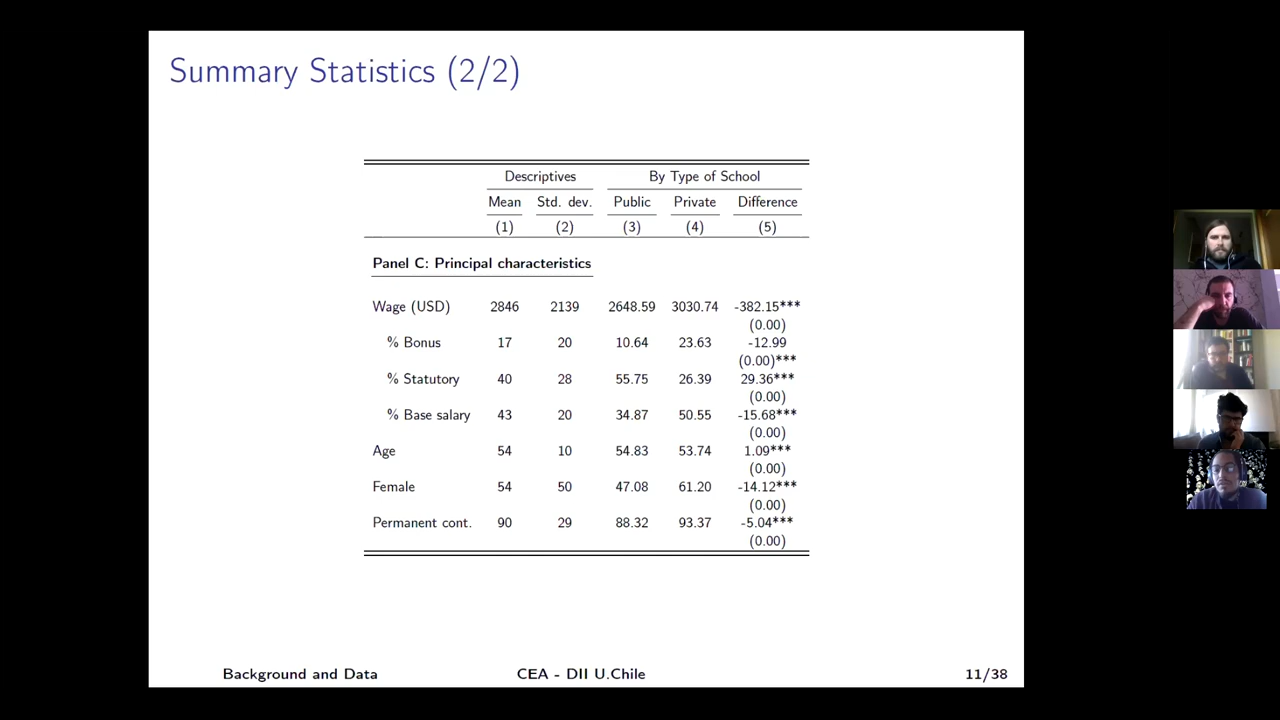 Summary Statistics (2/2)
Descriptives By Type of School
Mean Std. dev. Public Private Difference
(1) (2) (3) (4) (5)
Panel C: Principal characteristics
Wage (USD) 2846 2139 2648.59 3030.74 -382.15***
(0.00)
% Bonus 17 20 10.64 23.63 -12.99
(0.00)***
% Statutory 40 28 55.75 26.39 29.36***
(0.00)
% Base salary 43 20 34.87 50.55 -15.68***
(0.00)
Age 54 10 54.83 53.74 1.09***
(0.00)
Female 54 50 47.08 61.20 -14.12***
(0.00)
Permanent cont. 90 29 88.32 93.37 -5.04***
(0.00)
Background and Data CEA - DII U.Chile 11/38